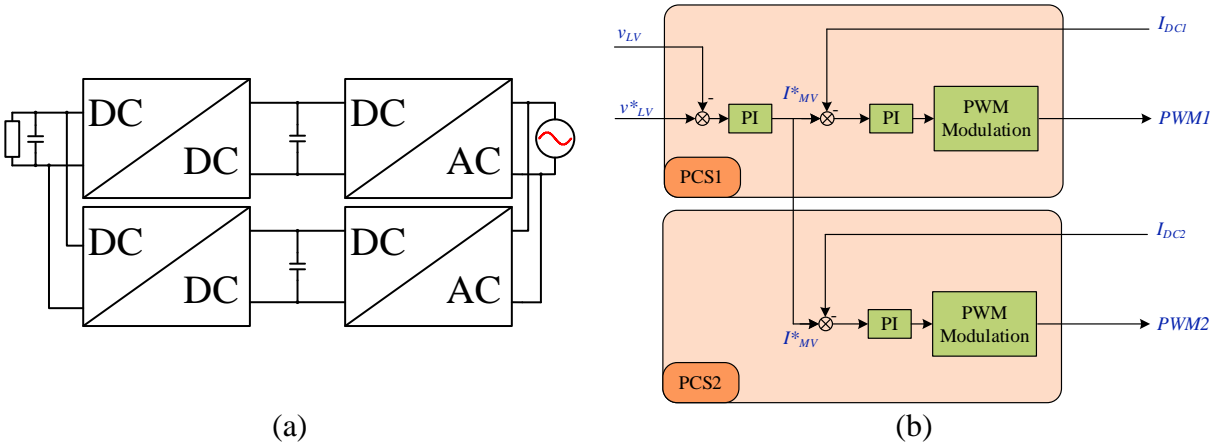 DC
DC
DC
AC
DC
DC
DC
AC
(a)
v_LV
v*_LV
-
PI
I*_MV
-
PI
PWM
Modulation
I_DC1
PWM1
PCS1
I_DC2
-
PI
PWM
Modulation
I*_MV
PWM2
PCS2
(b)